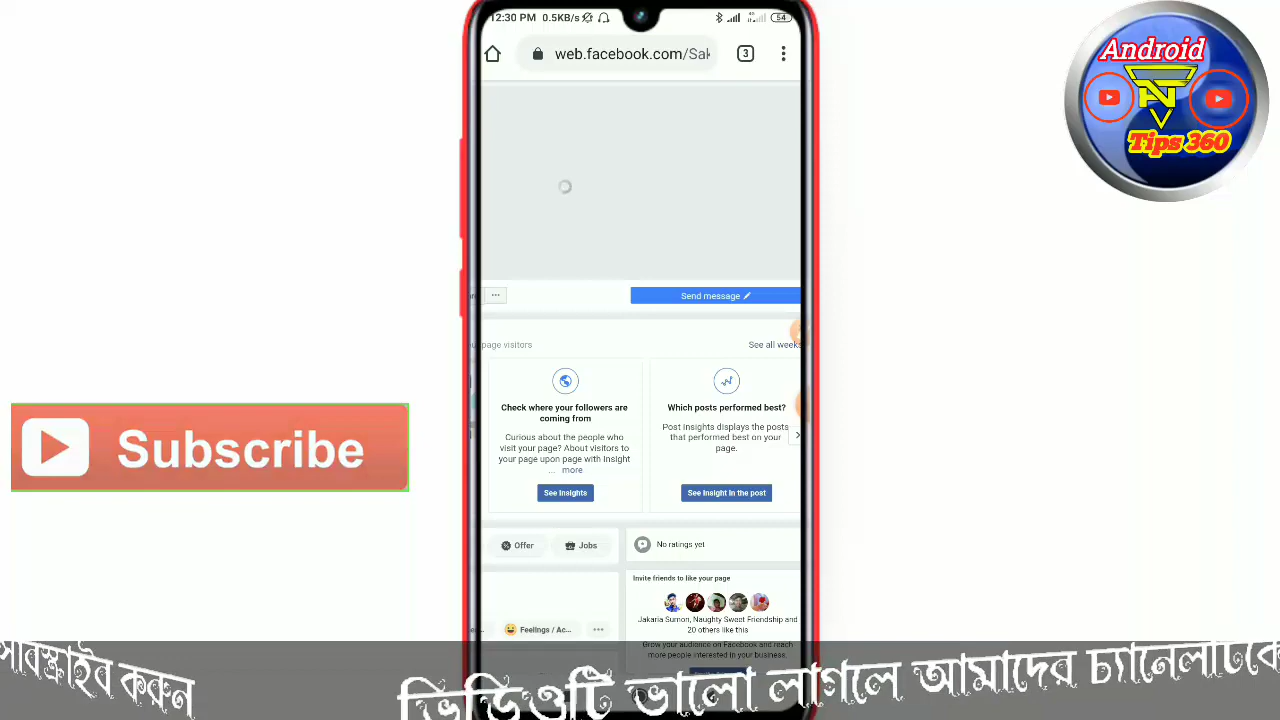 12:30 PM 0.5KB/s
54
web.facebook.com/Sak
3
Android
N
Tips 360
Send message
page visitors
See all weeks
Check where your followers are
coming from
Curious about the people who
visit your page? About visitors to
your page upon page with Insight
... more
See Insights
Which posts performed best?
Post insights displays the posts
that performed best on your
page.
See insight in the post
Subscribe
Offer
Jobs
No ratings yet
Invite friends to like your page
Jakaria Sumon, Naughty Sweet Friendship and
20 others like this
Grow your audience on Facebook and reach
more people interested in your business.
Feelings / Ac...
সাবস্ক্রাইব করুন
ভিডিওটি ভালো লাগলে আমাদের চ্যানেলটিকে